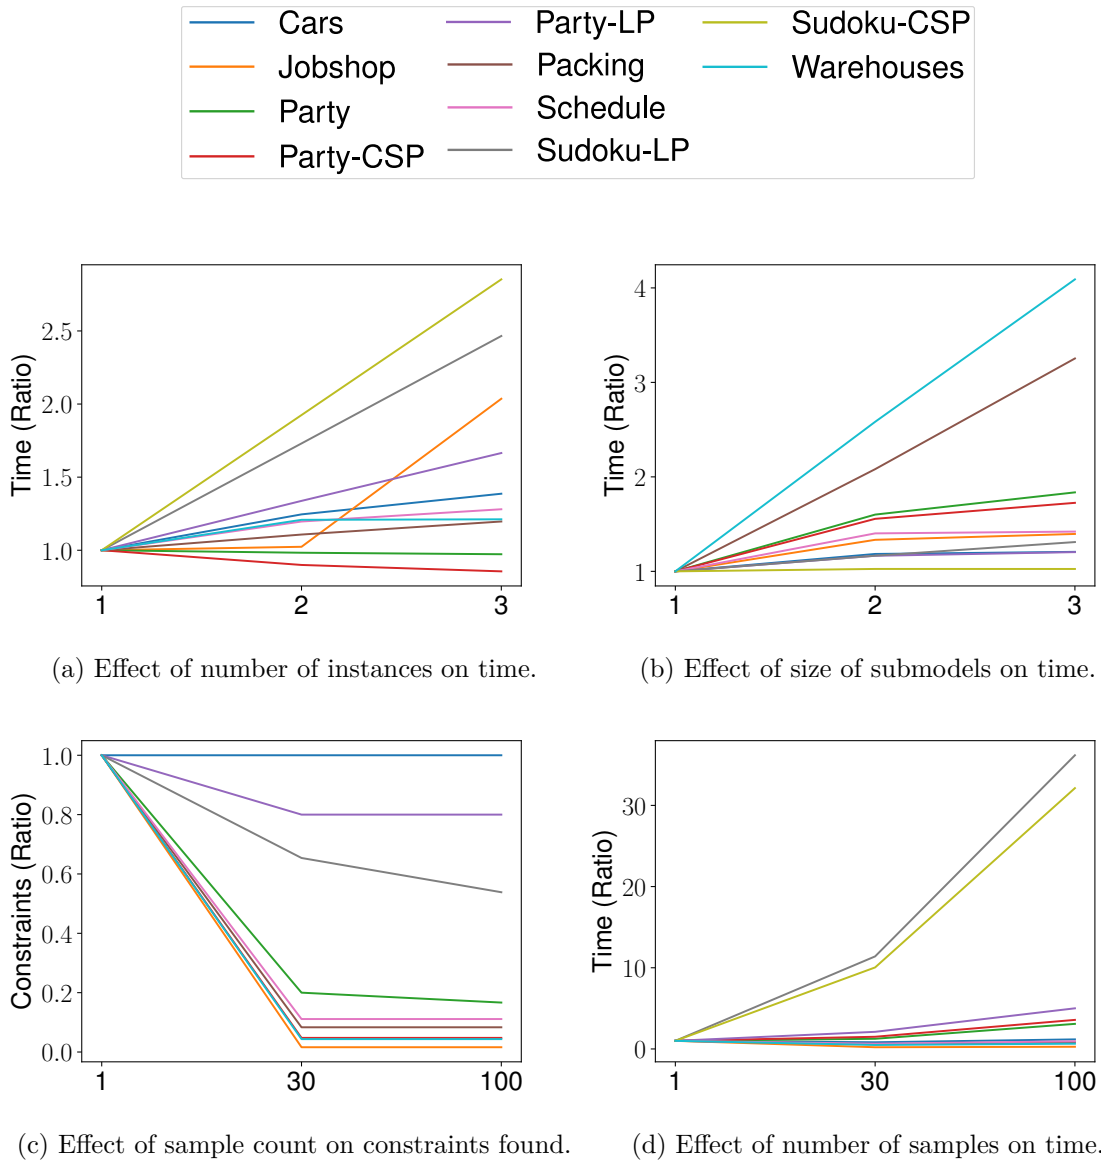 Cars
Jobshop
Party
Party-CSP
Party-LP
Packing
Schedule
Sudoku-LP
Sudoku-CSP
Warehouses
Time (Ratio)
2.5
2.0
1.5
1.0
1 2 3
(a) Effect of number of instances on time.
Time (Ratio)
4
3
2
1
1 2 3
(b) Effect of size of submodels on time.
Constraints (Ratio)
1.0
0.8
0.6
0.4
0.2
0.0
1 30 100
(c) Effect of sample count on constraints found.
Time (Ratio)
30
20
10
0
1 30 100
(d) Effect of number of samples on time.